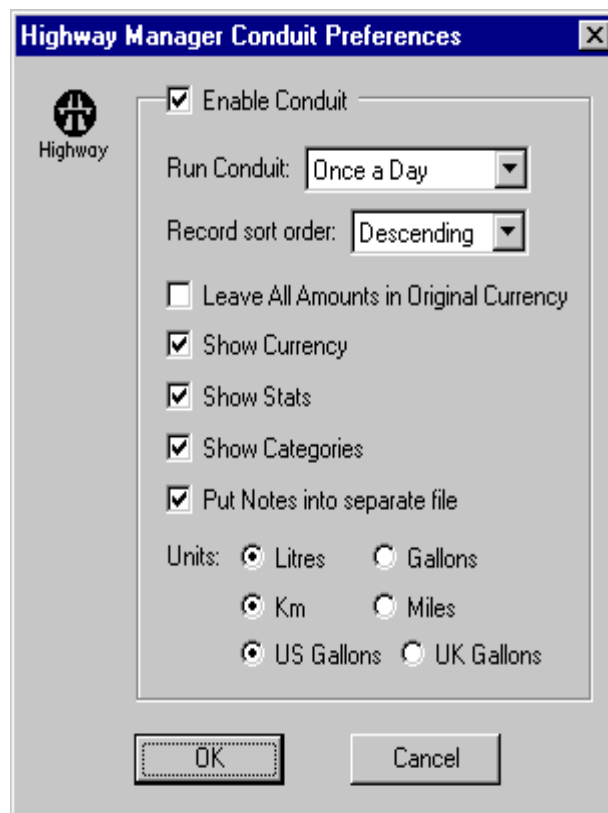 Highway Manager Conduit Preferences
Highway
Enable Conduit
Run Conduit: Once a Day
Record sort order: Descending
Leave All Amounts in Original Currency
Show Currency
Show Stats
Show Categories
Put Notes into separate file
Units: Litres Gallons
Km Miles
US Gallons UK Gallons
OK Cancel